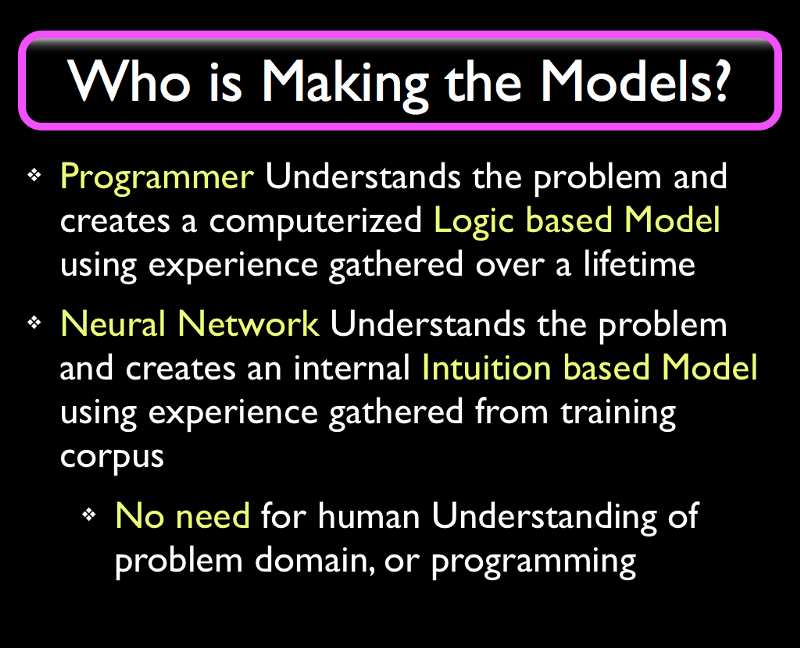 Who is Making the Models?
Programmer Understands the problem and
creates a computerized Logic based Model
using experience gathered over a lifetime
Neural Network Understands the problem
and creates an internal Intuition based Model
using experience gathered from training
corpus
No need for human Understanding of
problem domain, or programming